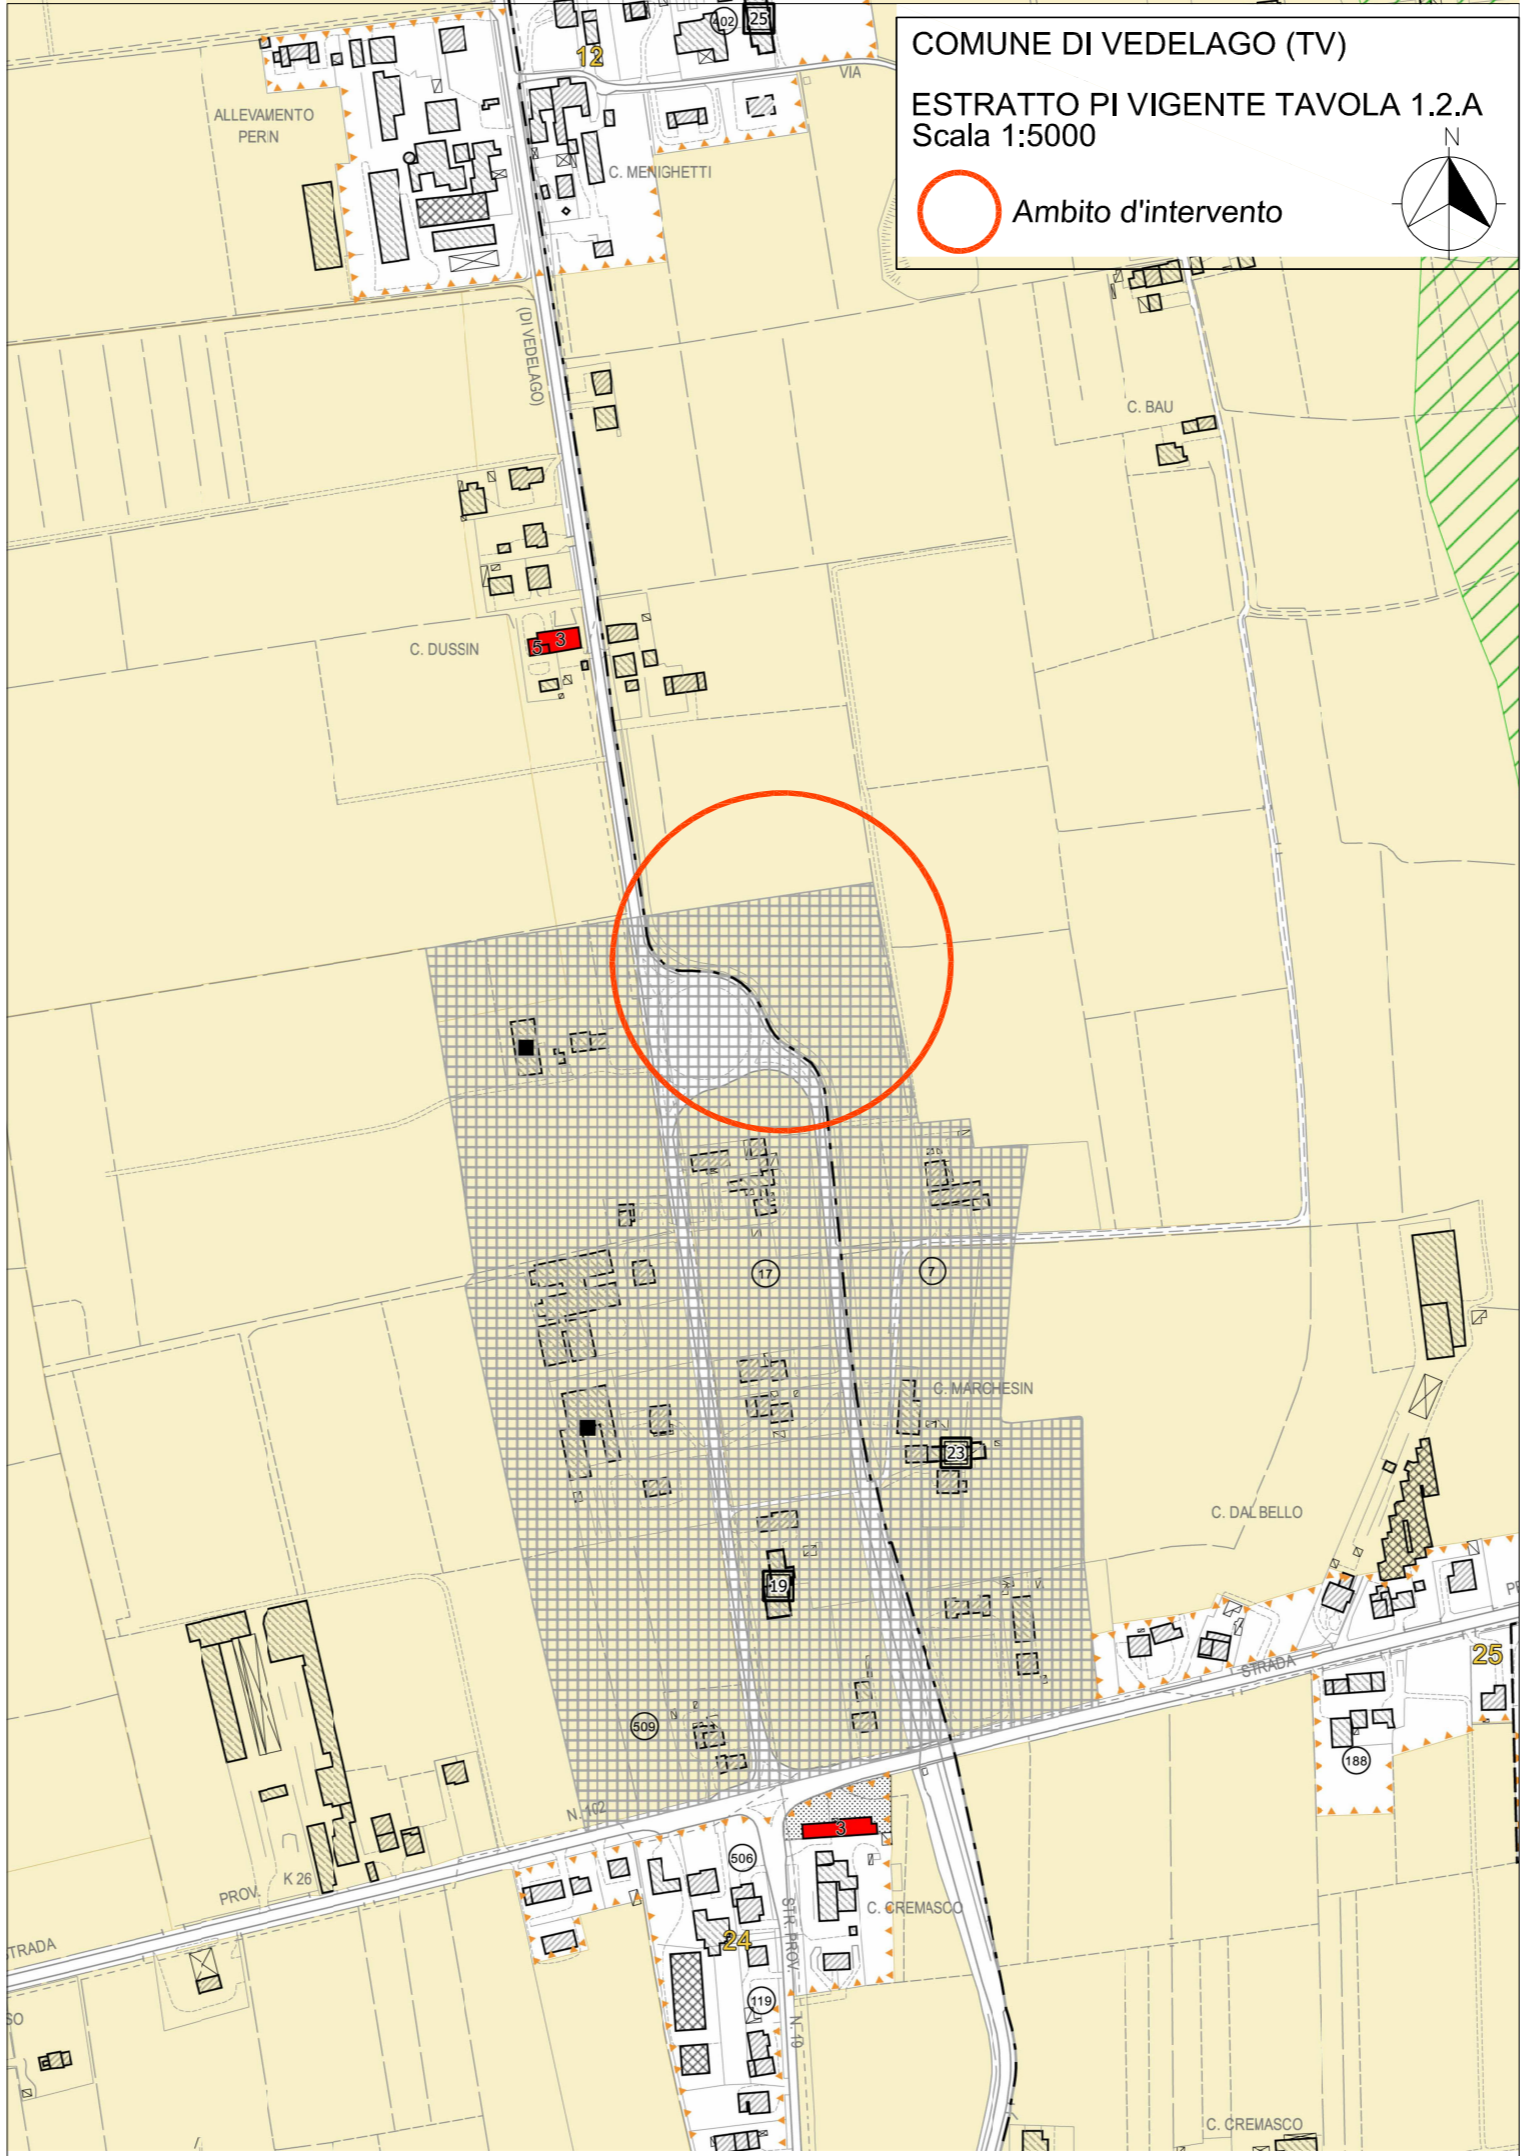 COMUNE DI VEDELAGO (TV)
ESTRATTO PI VIGENTE TAVOLA 1.2.A
Scala 1:5000
N
Ambito d'intervento
402
25
12
VIA
ALLEVAMENTO
PERIN
C. MENIGHETTI
(DI VEDELAGO)
C. BAU
C. DUSSIN
5
3
17
7
C. MARCHESIN
23
C. DAL BELLO
19
STRADA
25
509
188
N. 102
3
506
K 26
PROV.
C. CREMASCO
STR. PROV.
24
STRADA
119
N. 19
C. CREMASCO